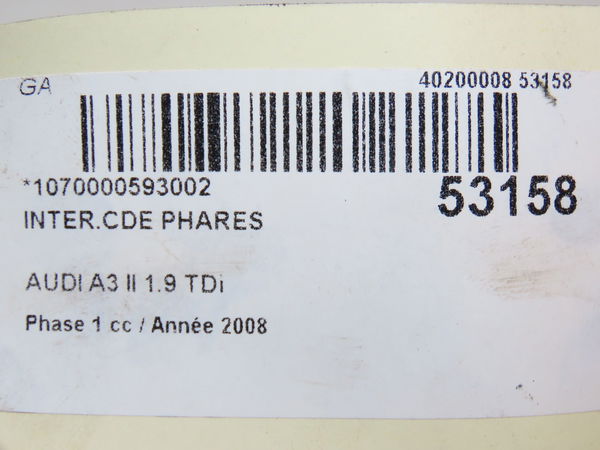 GA 40200008 53158
*1070000593002 53158
INTER.CDE PHARES
AUDI A3 II 1.9 TDi
Phase 1 cc / Année 2008